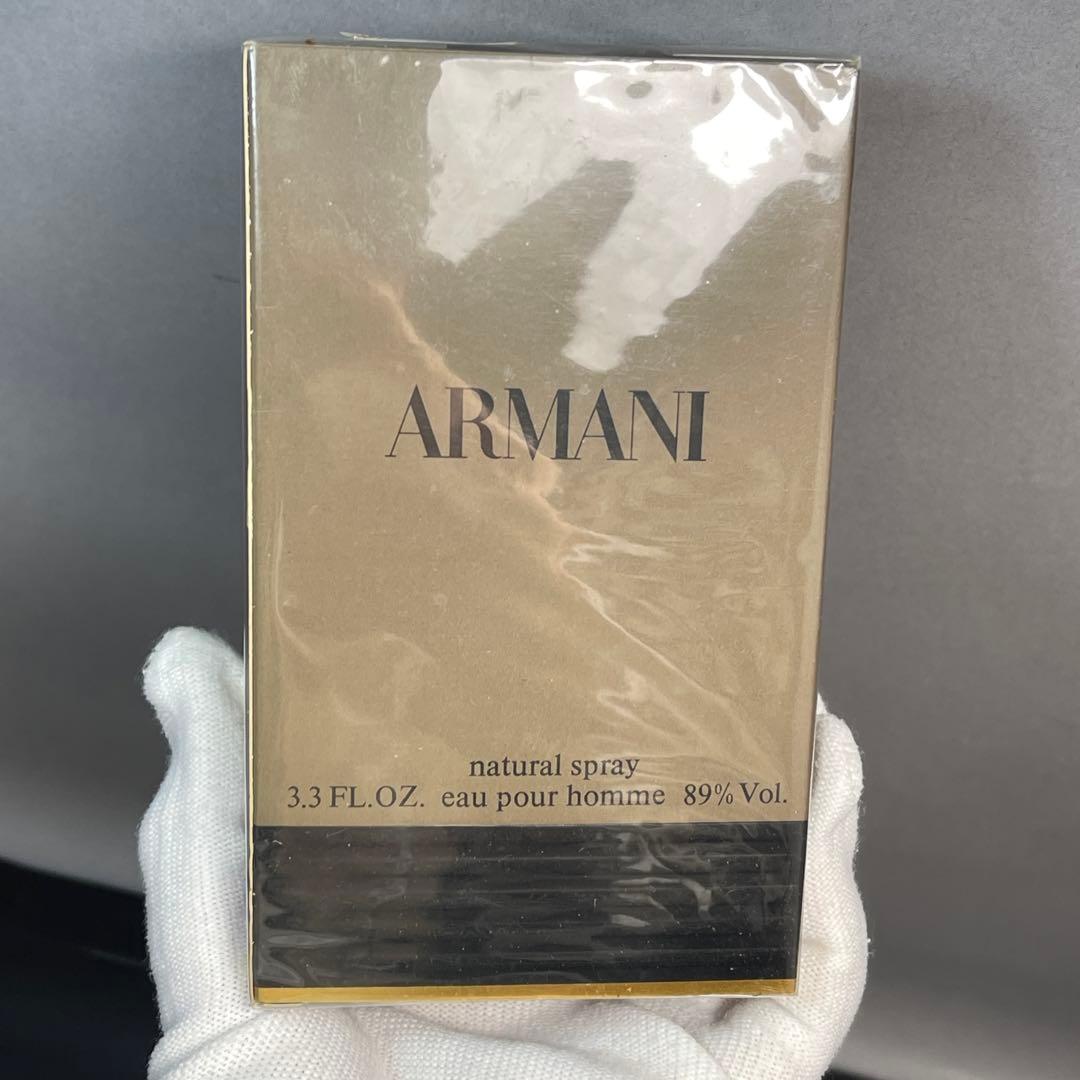 ARMANI
natural spray
3.3 FL.OZ. eau pour homme 89% Vol.